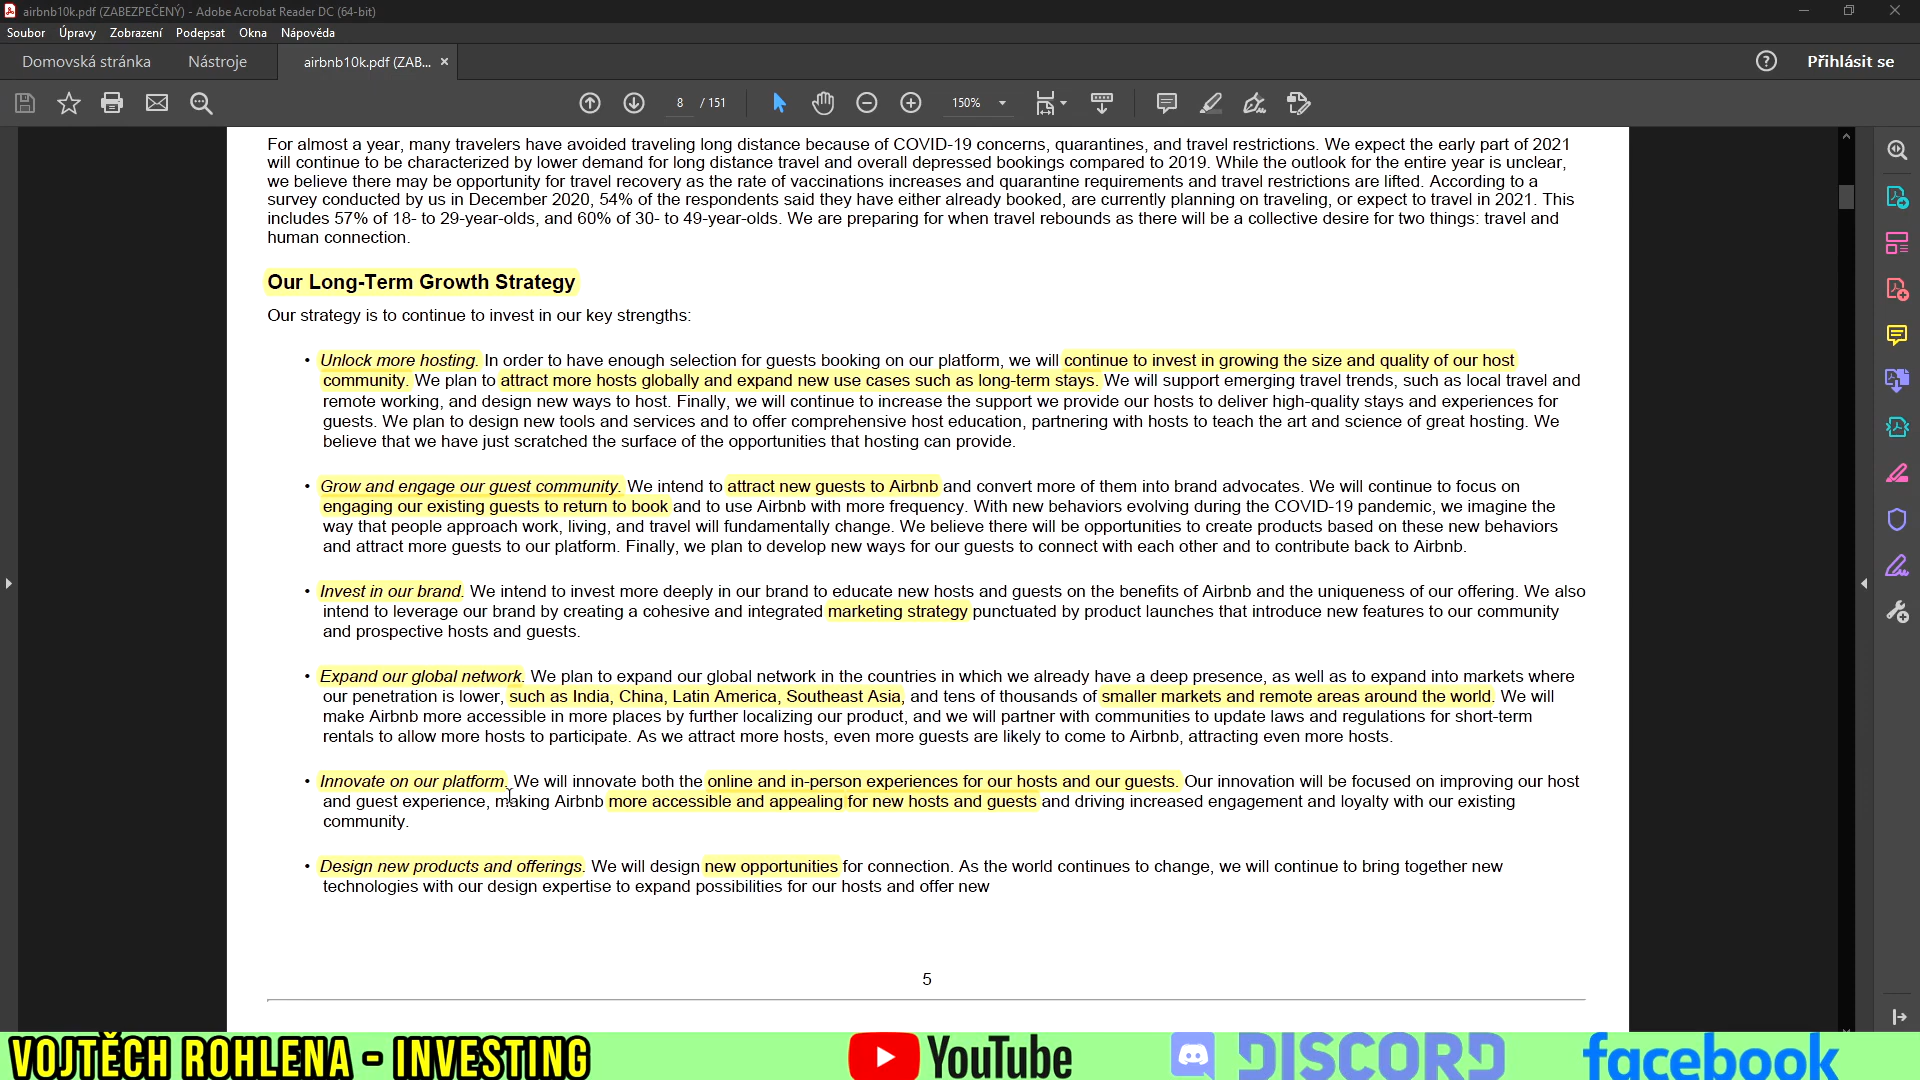 airbnb10k.pdf (ZABEZPEČENÝ) - Adobe Acrobat Reader DC (64-bit)
Soubor Úpravy Zobrazení Podepsat Okna Nápověda
Domovská stránka Nástroje airbnb10k.pdf (ZAB... × Přihlásit se
8 / 151 150%
For almost a year, many travelers have avoided traveling long distance because of COVID-19 concerns, quarantines, and travel restrictions. We expect the early part of 2021
will continue to be characterized by lower demand for long distance travel and overall depressed bookings compared to 2019. While the outlook for the entire year is unclear,
we believe there may be opportunity for travel recovery as the rate of vaccinations increases and quarantine requirements and travel restrictions are lifted. According to a
survey conducted by us in December 2020, 54% of the respondents said they have either already booked, are currently planning on traveling, or expect to travel in 2021. This
includes 57% of 18- to 29-year-olds, and 60% of 30- to 49-year-olds. We are preparing for when travel rebounds as there will be a collective desire for two things: travel and
human connection.
Our Long-Term Growth Strategy
Our strategy is to continue to invest in our key strengths:
• Unlock more hosting. In order to have enough selection for guests booking on our platform, we will continue to invest in growing the size and quality of our host
community. We plan to attract more hosts globally and expand new use cases such as long-term stays. We will support emerging travel trends, such as local travel and
remote working, and design new ways to host. Finally, we will continue to increase the support we provide our hosts to deliver high-quality stays and experiences for
guests. We plan to design new tools and services and to offer comprehensive host education, partnering with hosts to teach the art and science of great hosting. We
believe that we have just scratched the surface of the opportunities that hosting can provide.
• Grow and engage our guest community. We intend to attract new guests to Airbnb and convert more of them into brand advocates. We will continue to focus on
engaging our existing guests to return to book and to use Airbnb with more frequency. With new behaviors evolving during the COVID-19 pandemic, we imagine the
way that people approach work, living, and travel will fundamentally change. We believe there will be opportunities to create products based on these new behaviors
and attract more guests to our platform. Finally, we plan to develop new ways for our guests to connect with each other and to contribute back to Airbnb.
• Invest in our brand. We intend to invest more deeply in our brand to educate new hosts and guests on the benefits of Airbnb and the uniqueness of our offering. We also
intend to leverage our brand by creating a cohesive and integrated marketing strategy punctuated by product launches that introduce new features to our community
and prospective hosts and guests.
• Expand our global network. We plan to expand our global network in the countries in which we already have a deep presence, as well as to expand into markets where
our penetration is lower, such as India, China, Latin America, Southeast Asia, and tens of thousands of smaller markets and remote areas around the world. We will
make Airbnb more accessible in more places by further localizing our product, and we will partner with communities to update laws and regulations for short-term
rentals to allow more hosts to participate. As we attract more hosts, even more guests are likely to come to Airbnb, attracting even more hosts.
• Innovate on our platform. We will innovate both the online and in-person experiences for our hosts and our guests. Our innovation will be focused on improving our host
and guest experience, making Airbnb more accessible and appealing for new hosts and guests and driving increased engagement and loyalty with our existing
community.
• Design new products and offerings. We will design new opportunities for connection. As the world continues to change, we will continue to bring together new
technologies with our design expertise to expand possibilities for our hosts and offer new
5
VOJTĚCH ROHLENA - INVESTING YouTube DISCORD facebook